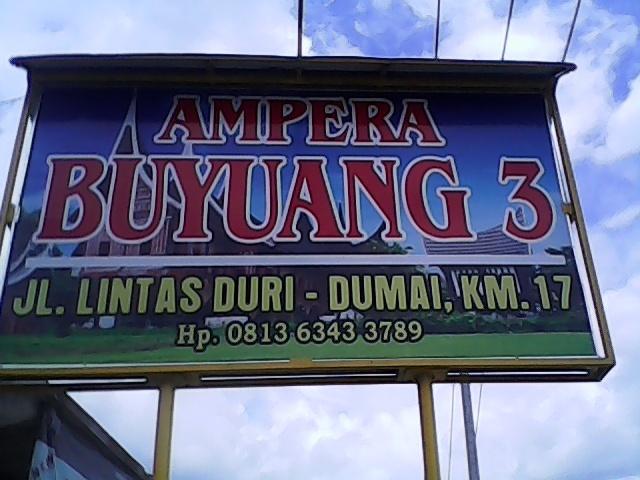 AMPERA
BUYUANG 3
JL. LINTAS DURI - DUMAI, KM. 17
Hp. 0813 6343 3789